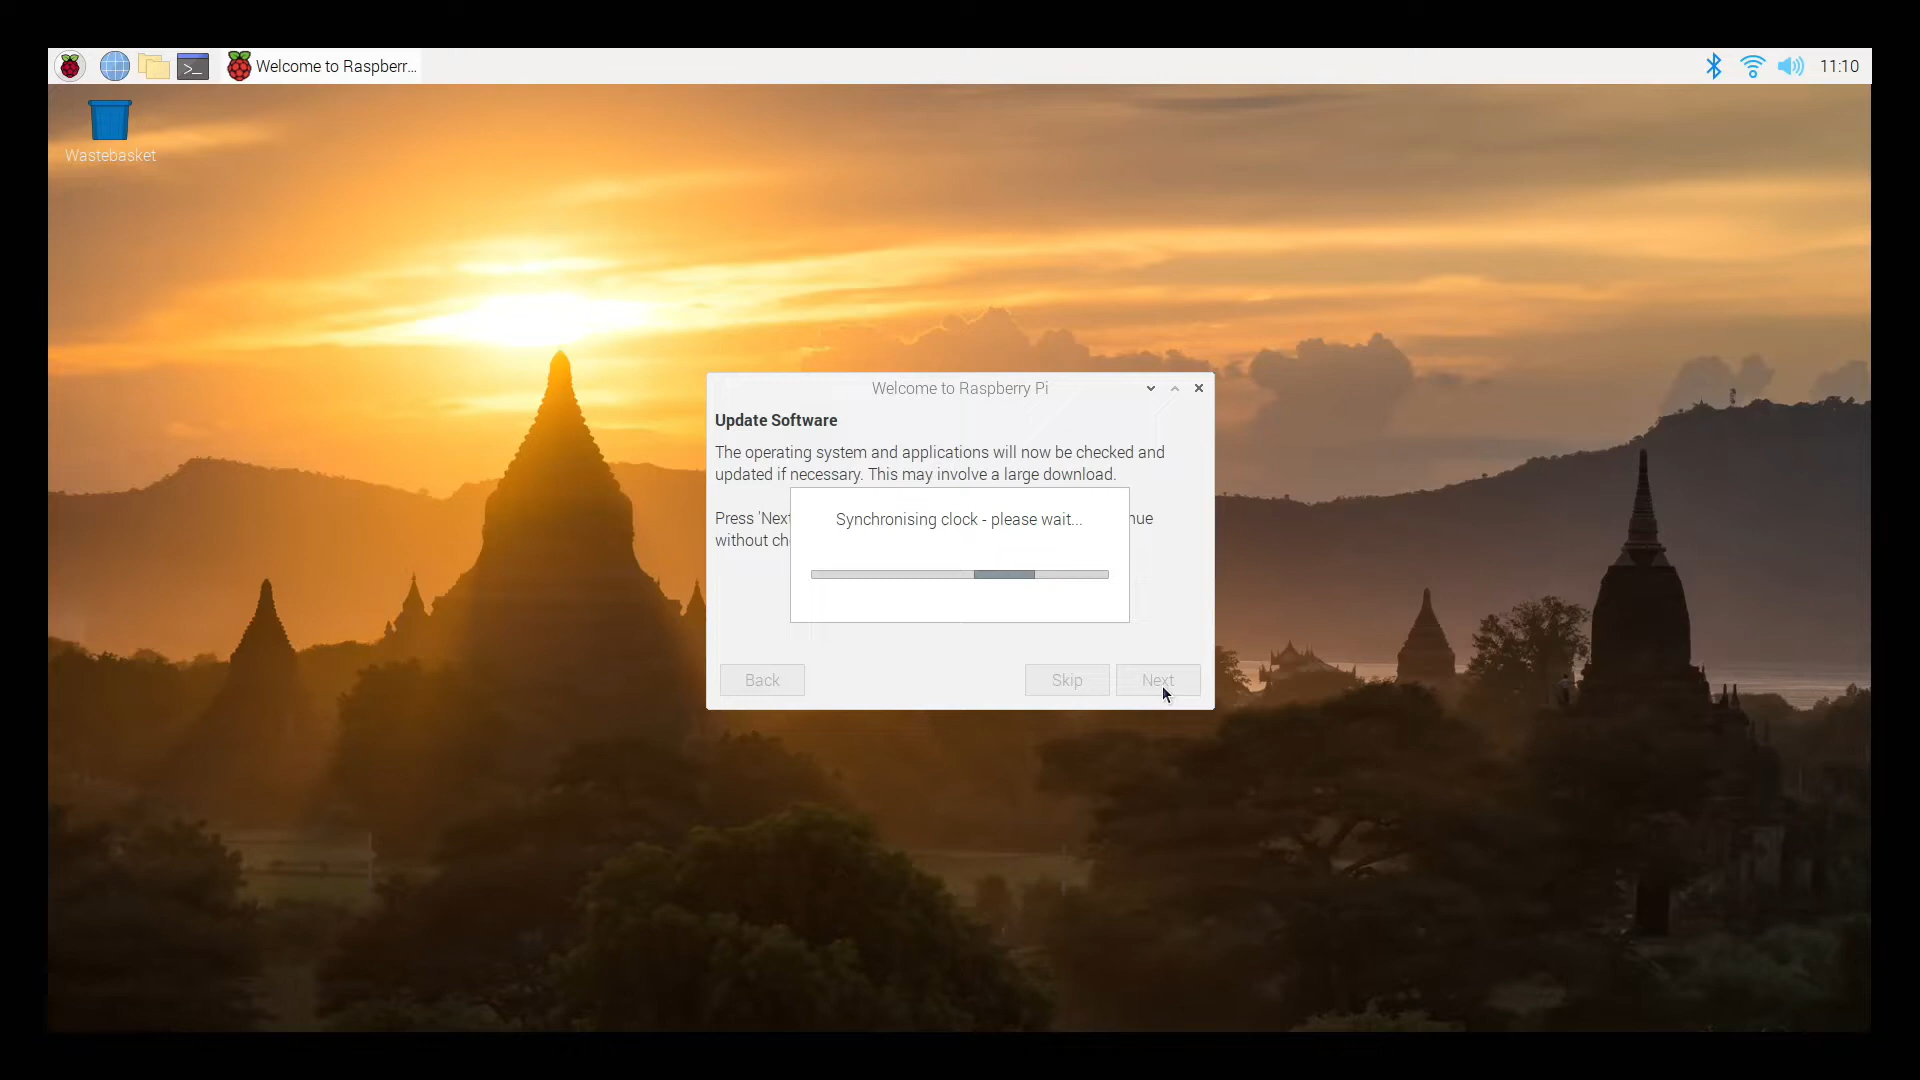 Welcome to Raspberr...
11:10
Wastebasket
Welcome to Raspberry Pi
Update Software
The operating system and applications will now be checked and
updated if necessary. This may involve a large download.
Press 'Nex nue
without ch
Synchronising clock - please wait...
Back
Skip
Next